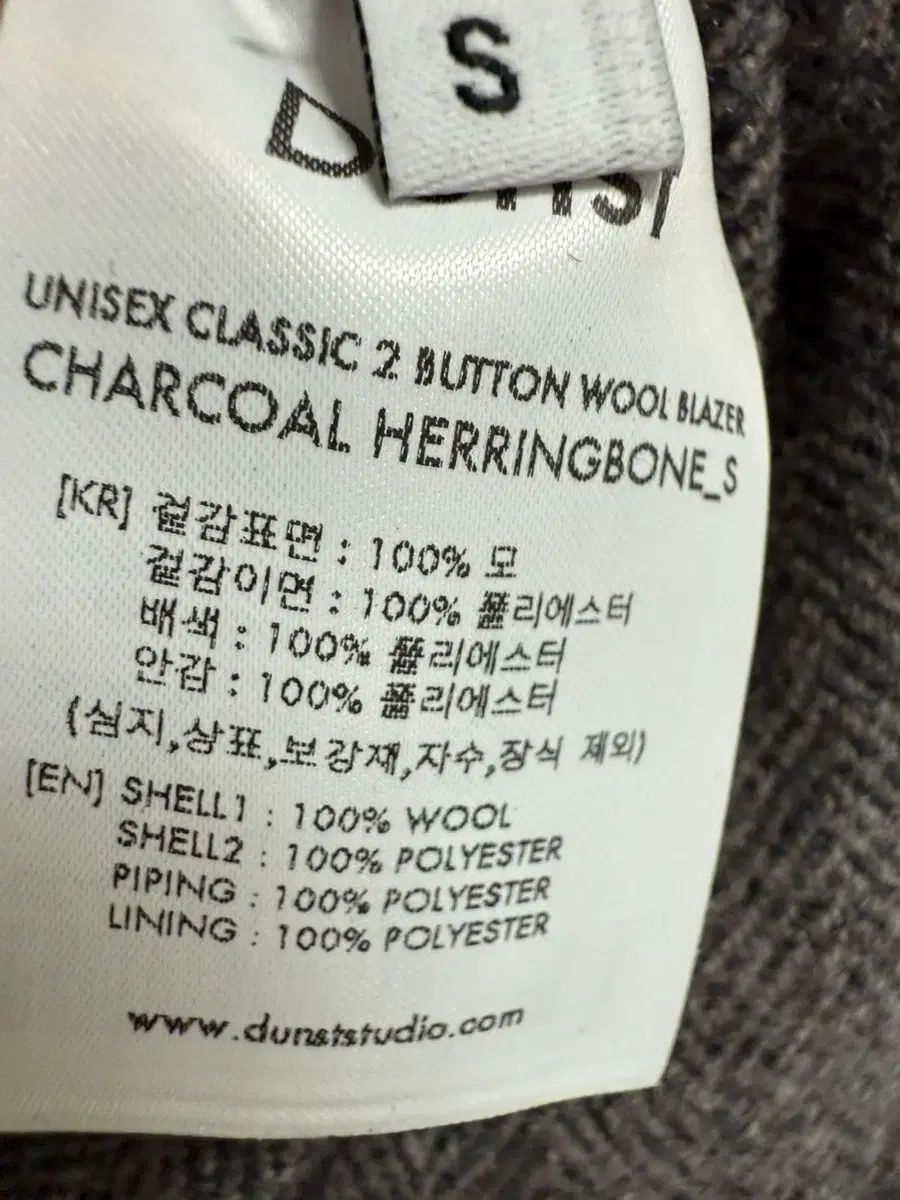 S
Dunst
UNISEX CLASSIC 2 BUTTON WOOL BLAZER
CHARCOAL HERRINGBONE_S
[KR] 겉감표면 : 100% 모
겉감이면 : 100% 폴리에스터
배색 : 100% 폴리에스터
안감 : 100% 폴리에스터
(심지,상표,보강재,자수,장식 제외)
[EN] SHELL1 : 100% WOOL
SHELL2 : 100% POLYESTER
PIPING : 100% POLYESTER
LINING : 100% POLYESTER
www.dunststudio.com